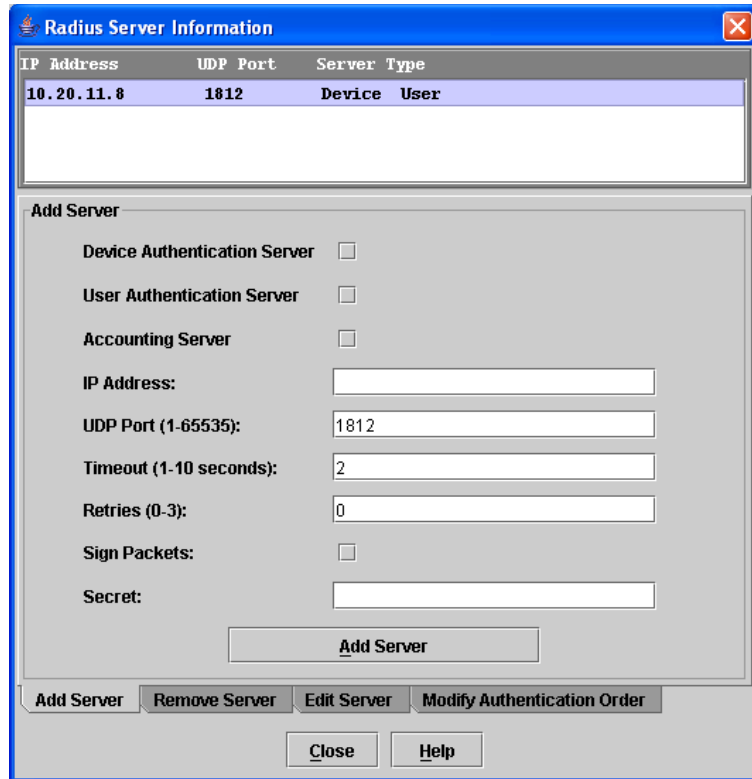 Radius Server Information
IP Address UDP Port Server Type
10.20.11.8 1812 Device User
Add Server
Device Authentication Server
User Authentication Server
Accounting Server
IP Address:
UDP Port (1-65535): 1812
Timeout (1-10 seconds): 2
Retries (0-3): 0
Sign Packets:
Secret:
Add Server
Add Server Remove Server Edit Server Modify Authentication Order
Close Help